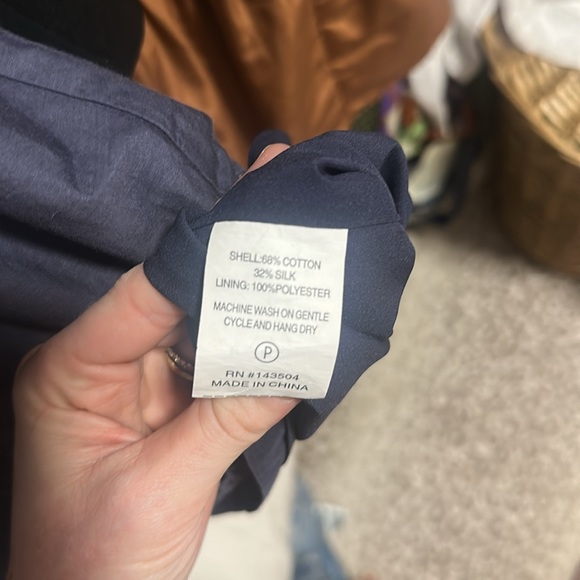 SHELL:68% COTTON
32% SILK
LINING: 100%POLYESTER
MACHINE WASH ON GENTLE
CYCLE AND HANG DRY
P
RN #143504
MADE IN CHINA